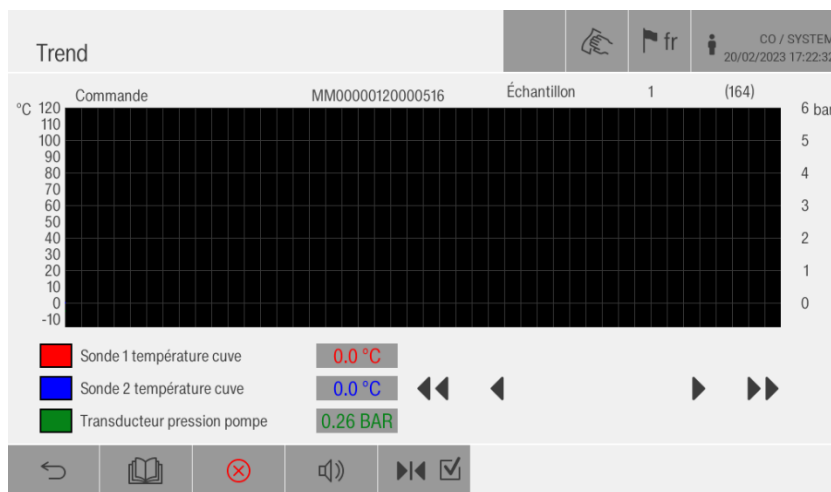 Trend
fr
CO / SYSTEM
20/02/2023 17:22:32
Commande MM00000120000516 Échantillon 1 (164)
°C 120 6 bar
110
100 5
90
80 4
70
60 3
50
40 2
30
20 1
10
0 0
-10
Sonde 1 température cuve 0.0 °C
Sonde 2 température cuve 0.0 °C
Transducteur pression pompe 0.26 BAR